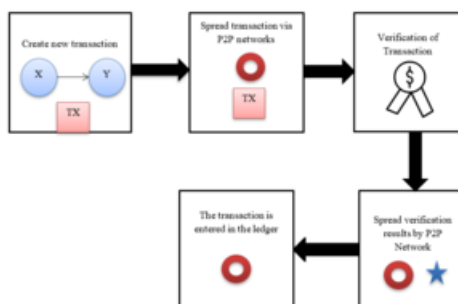 Create new transaction
X
Y
TX
Spread transaction via
P2P networks
TX
Verification of
Transaction
$
Spread verification
results by P2P
Network
The transaction is
entered in the ledger